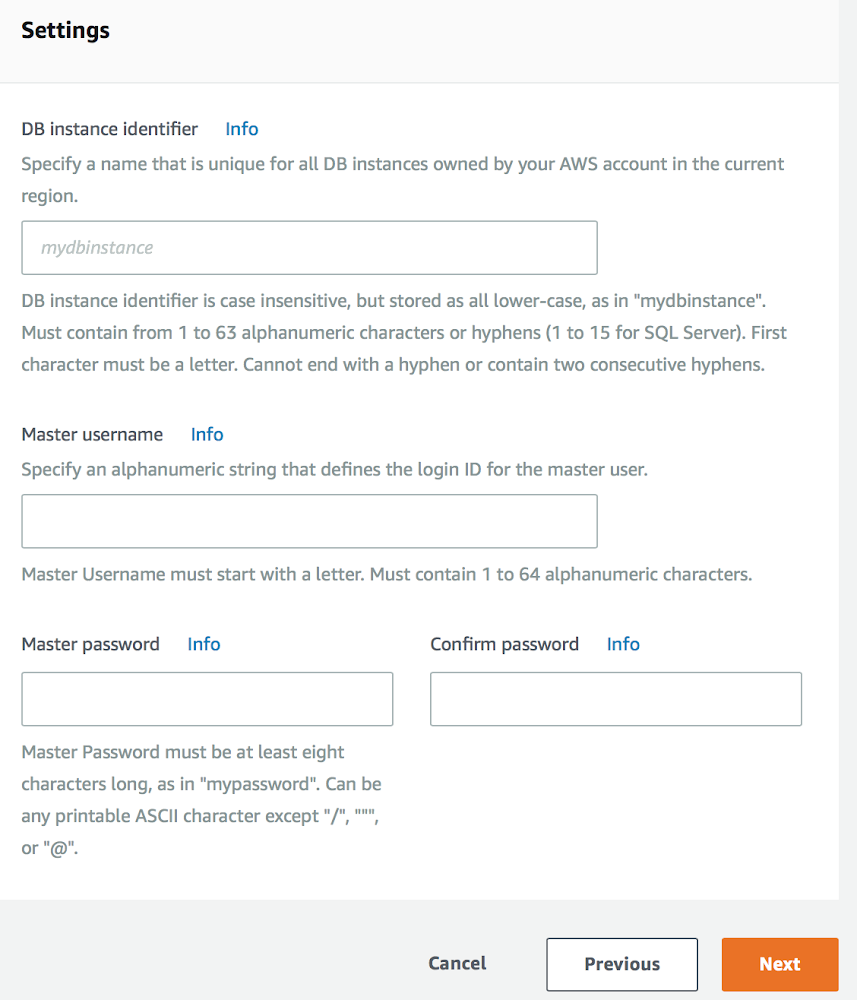 Settings
DB instance identifier Info
Specify a name that is unique for all DB instances owned by your AWS account in the current
region.
mydbinstance
DB instance identifier is case insensitive, but stored as all lower-case, as in "mydbinstance".
Must contain from 1 to 63 alphanumeric characters or hyphens (1 to 15 for SQL Server). First
character must be a letter. Cannot end with a hyphen or contain two consecutive hyphens.
Master username Info
Specify an alphanumeric string that defines the login ID for the master user.
Master Username must start with a letter. Must contain 1 to 64 alphanumeric characters.
Master password Info Confirm password Info
Master Password must be at least eight
characters long, as in "mypassword". Can be
any printable ASCII character except "/", """,
or "@".
Cancel Previous Next